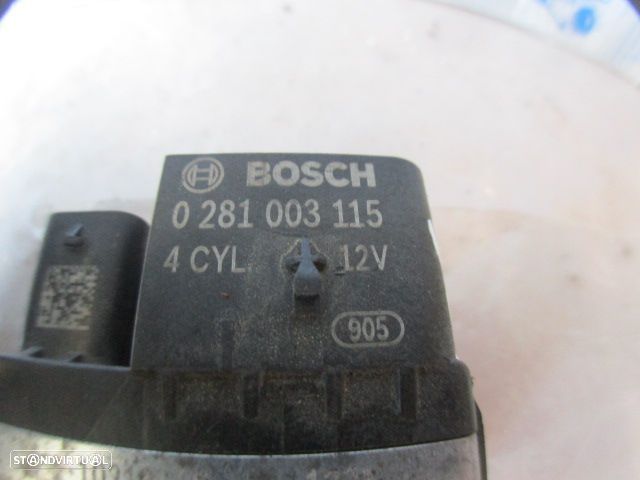 BOSCH
0 281 003 115
4 CYL. 12V
905
STANDVIRTUAL